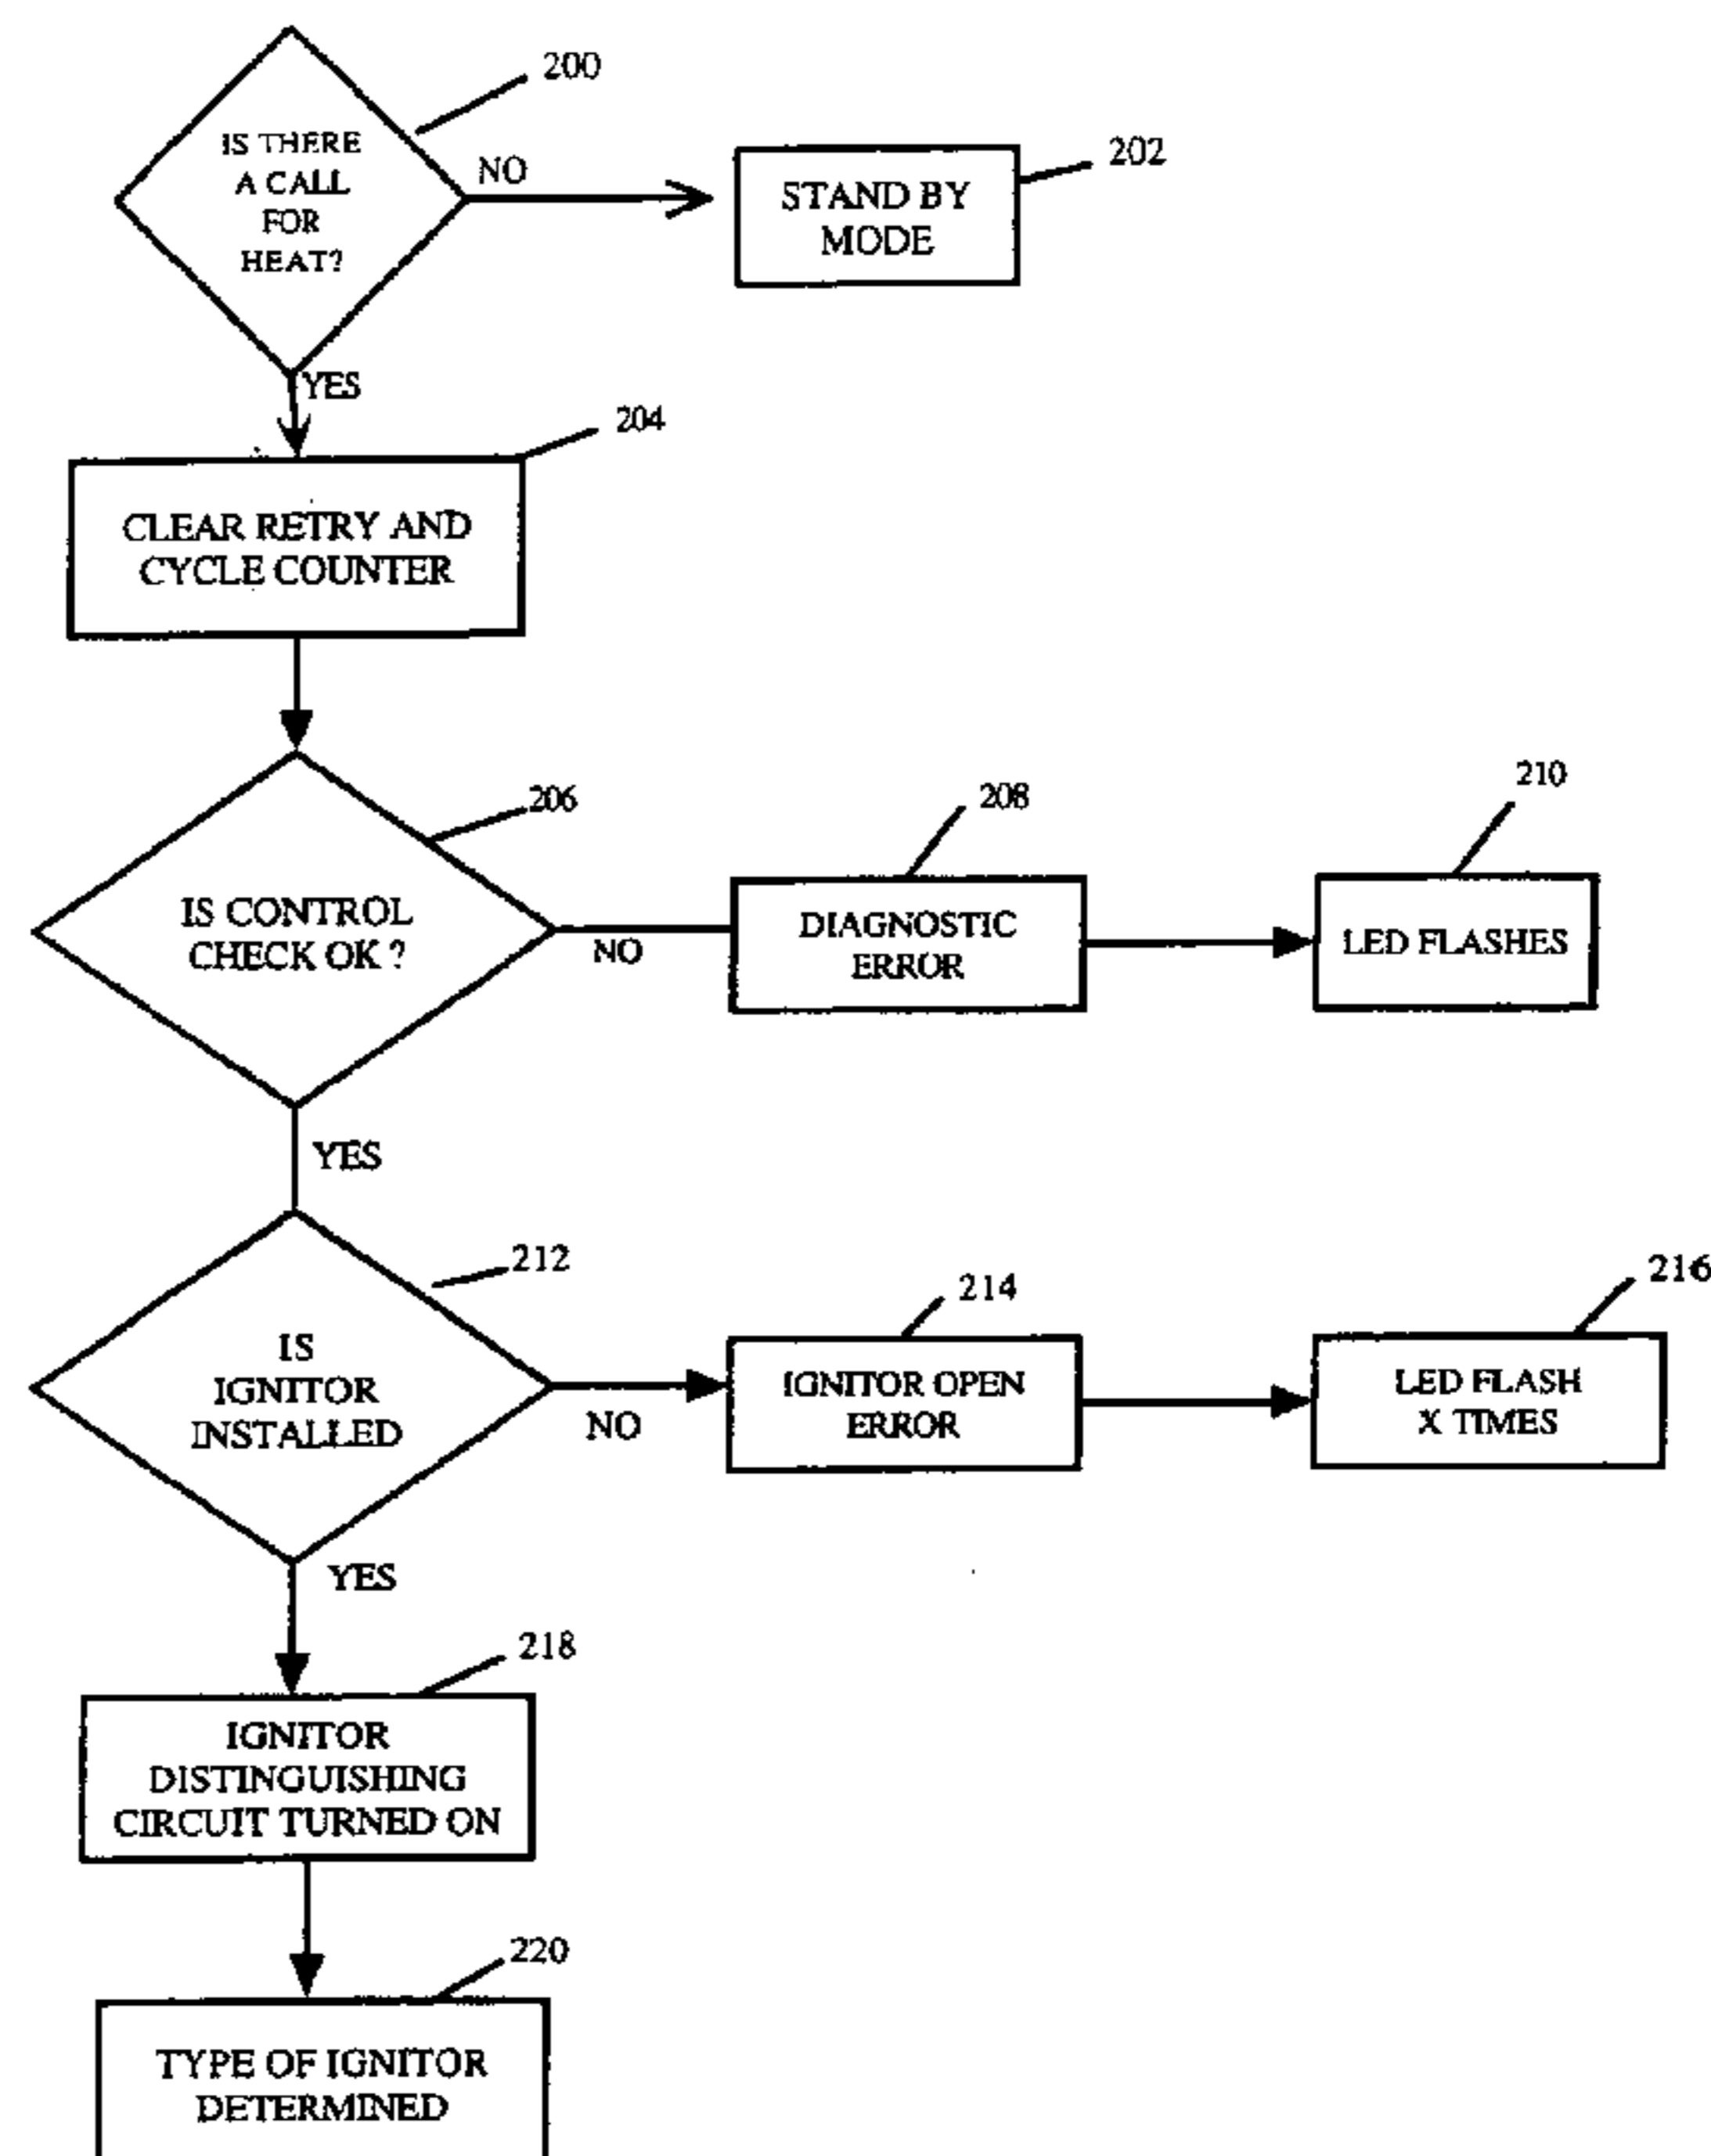 200
IS THERE
A CALL
FOR
HEAT?
NO
202
STAND BY
MODE
YES
204
CLEAR RETRY AND
CYCLE COUNTER
206
IS CONTROL
CHECK OK ?
NO
208
DIAGNOSTIC
ERROR
210
LED FLASHES
YES
212
IS
IGNITOR
INSTALLED
NO
214
IGNITOR OPEN
ERROR
216
LED FLASH
X TIMES
YES
218
IGNITOR
DISTINGUISHING
CIRCUIT TURNED ON
220
TYPE OF IGNITOR
DETERMINED